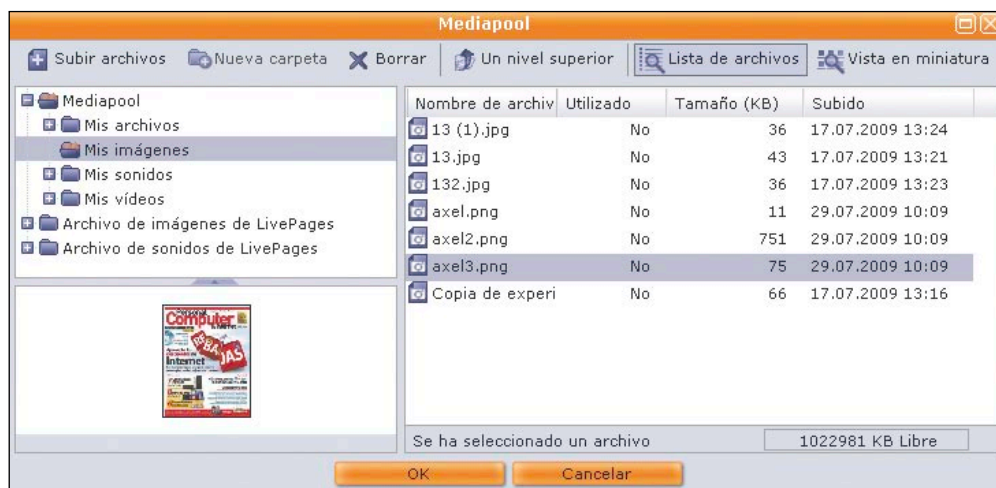 Mediapool
Subir archivos Nueva carpeta Borrar Un nivel superior Lista de archivos Vista en miniatura
Mediapool
Mis archivos
Mis imágenes
Mis sonidos
Mis vídeos
Archivo de imágenes de LivePages
Archivo de sonidos de LivePages
Personal
Computer
& Internet
REBAJAS
Internet
Nombre de archiv Utilizado Tamaño (KB) Subido
13 (1).jpg No 36 17.07.2009 13:24
13.jpg No 43 17.07.2009 13:21
132.jpg No 36 17.07.2009 13:23
axel.png No 11 29.07.2009 10:09
axel2.png No 751 29.07.2009 10:09
axel3.png No 75 29.07.2009 10:09
Copia de experi No 66 17.07.2009 13:16
Se ha seleccionado un archivo 1022981 KB Libre
OK Cancelar